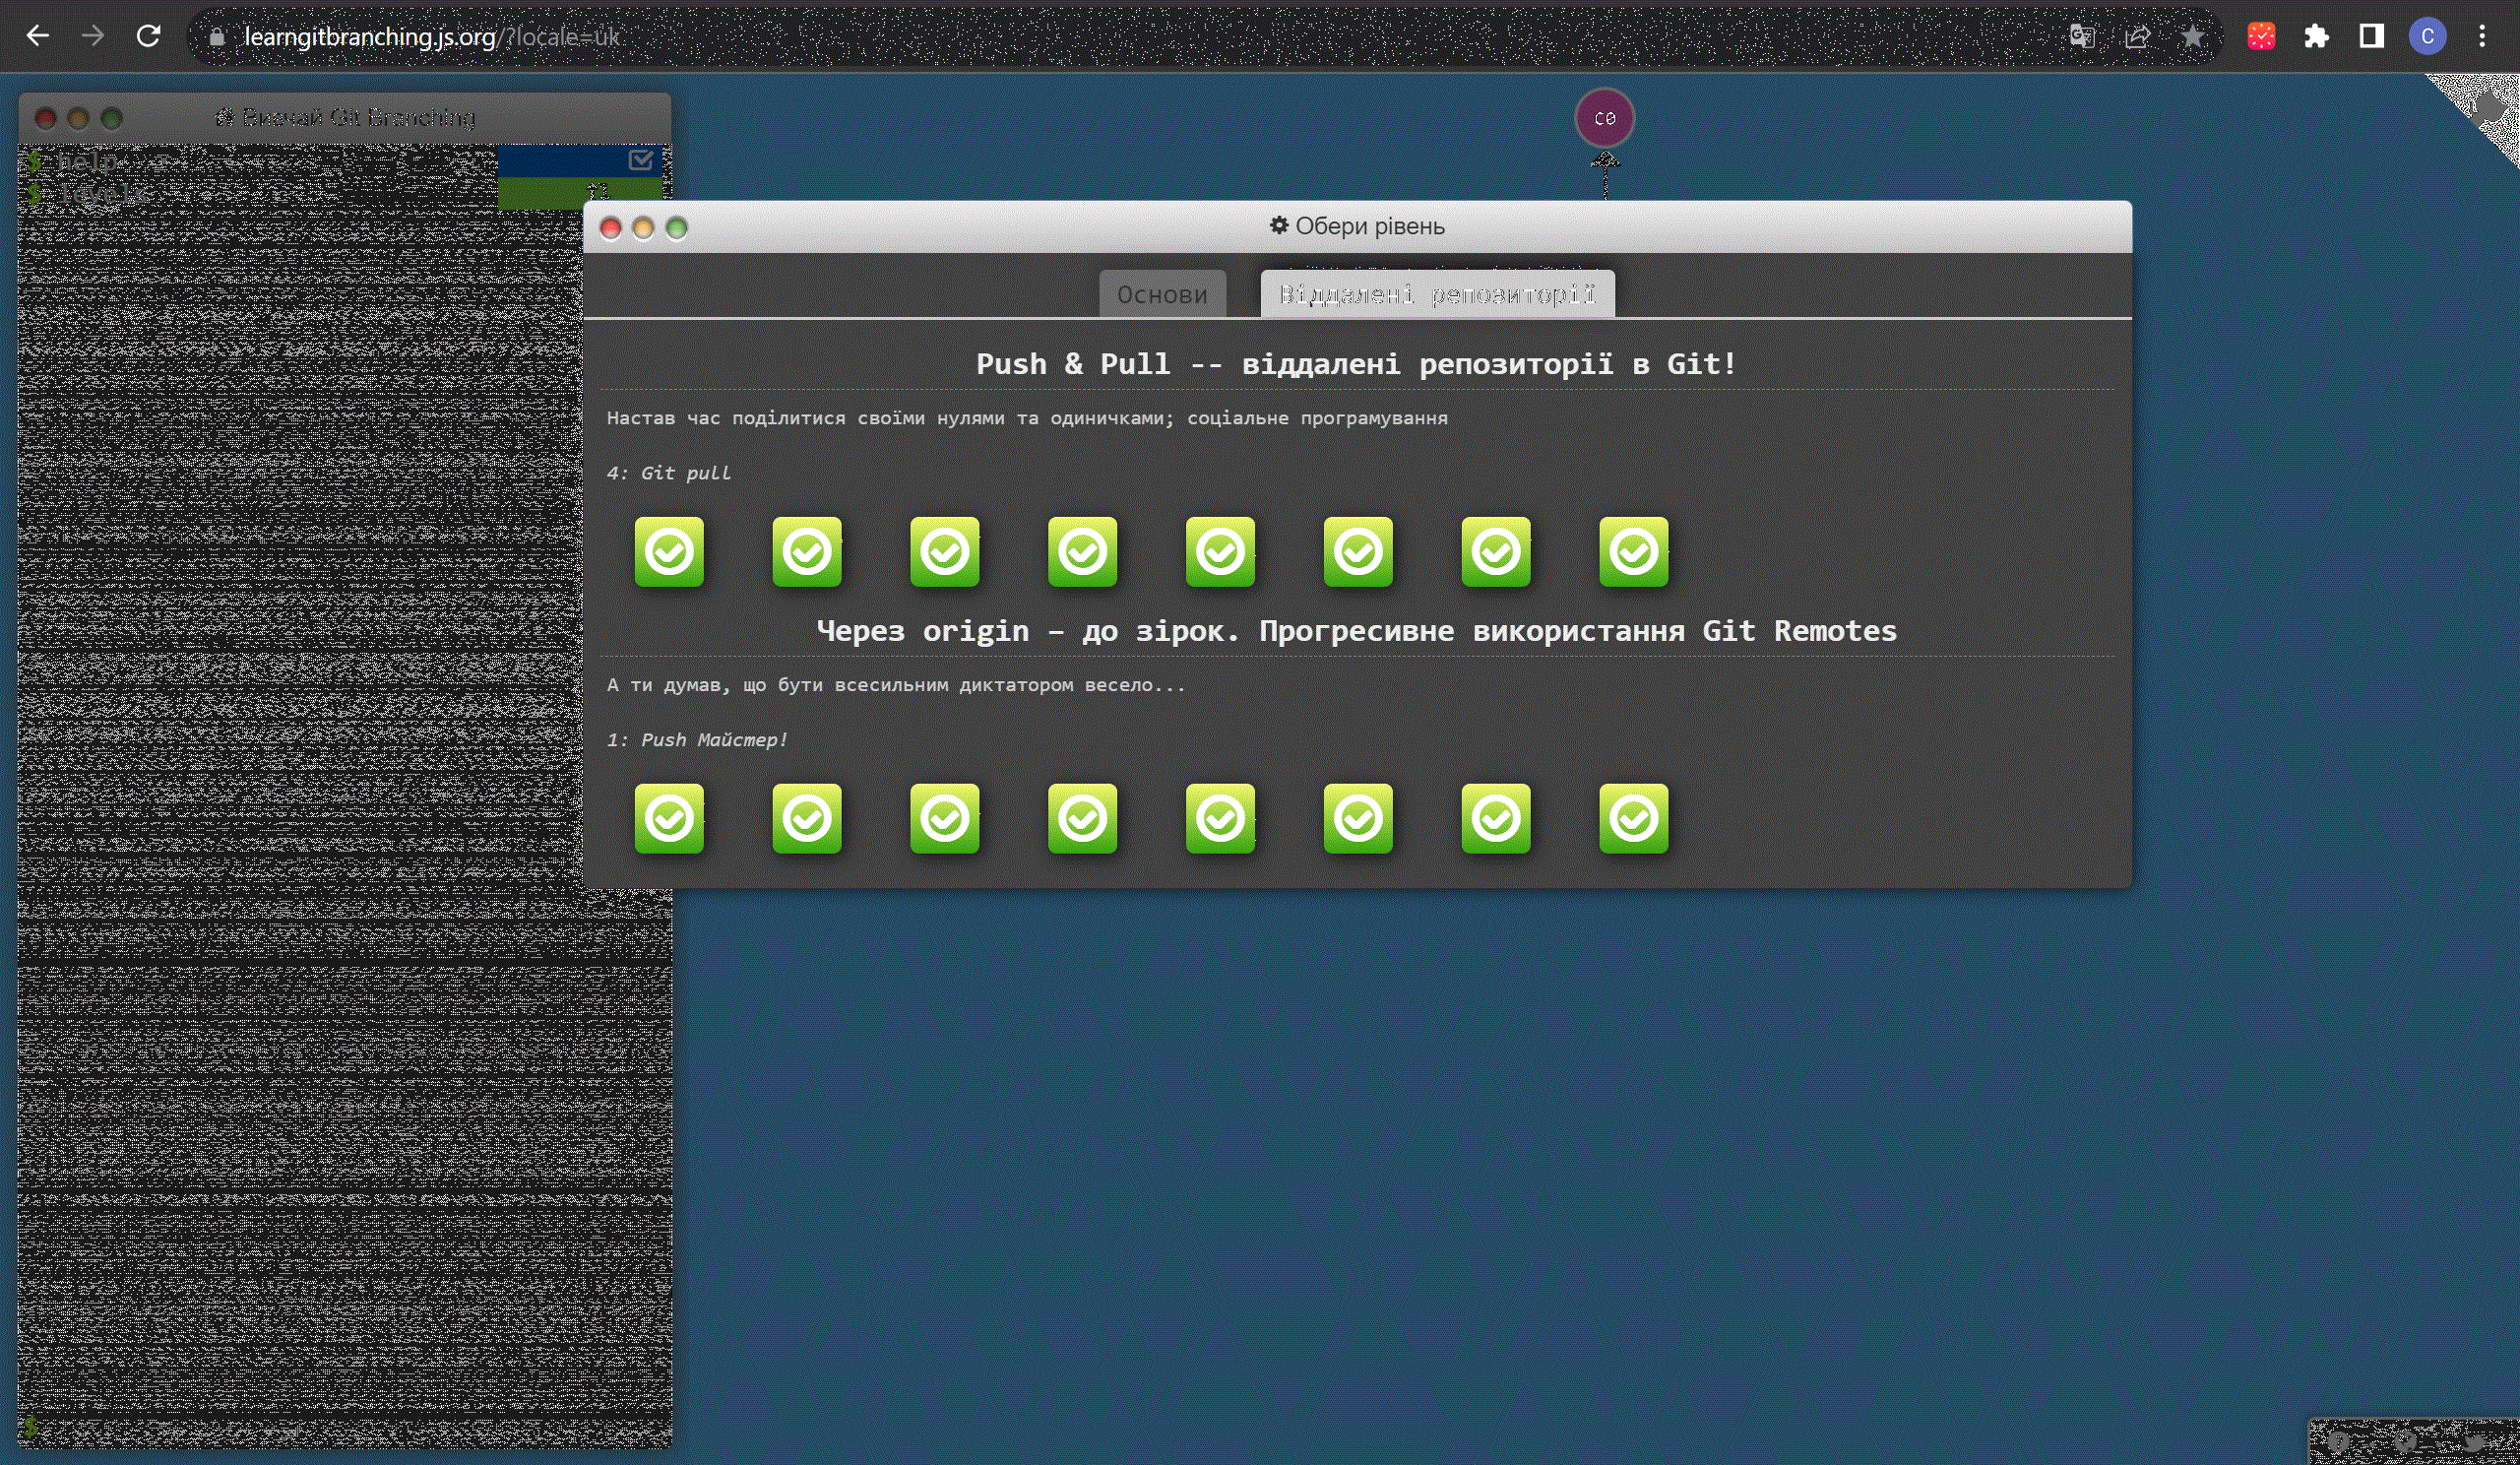 learngitbranching.js.org/?locale=uk
C
Вивчай Git Branching
$ help
$ levels
c0
Обери рівень
Основи
Віддалені репозиторії
Push & Pull -- віддалені репозиторії в Git!
Настав час поділитися своїми нулями та одиничками; соціальне програмування
4: Git pull
Через origin – до зірок. Прогресивне використання Git Remotes
А ти думав, що бути всесильним диктатором весело...
1: Push Майстер!
$